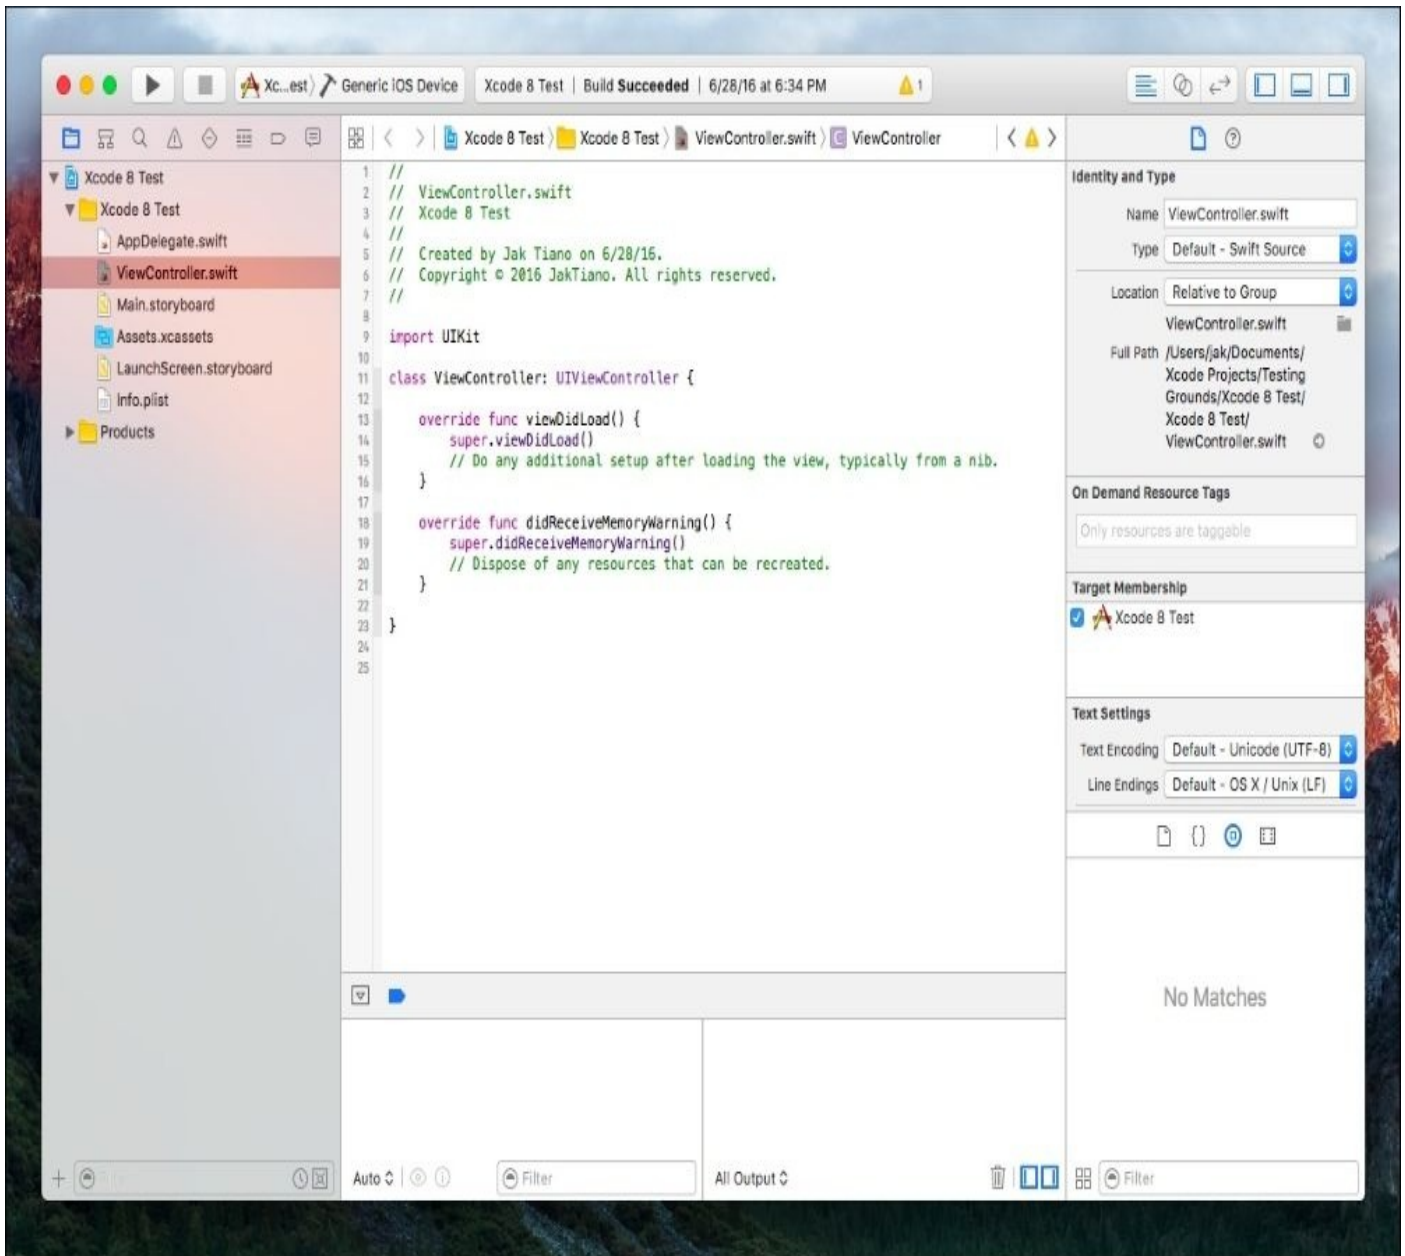 Xc...est
Generic iOS Device
Xcode 8 Test | Build Succeeded | 6/28/16 at 6:34 PM
1
Xcode 8 Test
Xcode 8 Test
AppDelegate.swift
ViewController.swift
Main.storyboard
Assets.xcassets
LaunchScreen.storyboard
Info.plist
Products
Xcode 8 Test
Xcode 8 Test
ViewController.swift
C
ViewController
1 //
2 //  ViewController.swift
3 //  Xcode 8 Test
4 //
5 //  Created by Jak Tiano on 6/28/16.
6 //  Copyright © 2016 JakTiano. All rights reserved.
7 //
8
9 import UIKit
10
11 class ViewController: UIViewController {
12
13     override func viewDidLoad() {
14         super.viewDidLoad()
15         // Do any additional setup after loading the view, typically from a nib.
16     }
17
18     override func didReceiveMemoryWarning() {
19         super.didReceiveMemoryWarning()
20         // Dispose of any resources that can be recreated.
21     }
22
23 }
24
25
Auto
Filter
All Output
Identity and Type
Name ViewController.swift
Type Default - Swift Source
Location Relative to Group
ViewController.swift
Full Path /Users/jak/Documents/
Xcode Projects/Testing
Grounds/Xcode 8 Test/
Xcode 8 Test/
ViewController.swift
On Demand Resource Tags
Only resources are taggable
Target Membership
Xcode 8 Test
Text Settings
Text Encoding Default - Unicode (UTF-8)
Line Endings Default - OS X / Unix (LF)
{}
No Matches
Filter